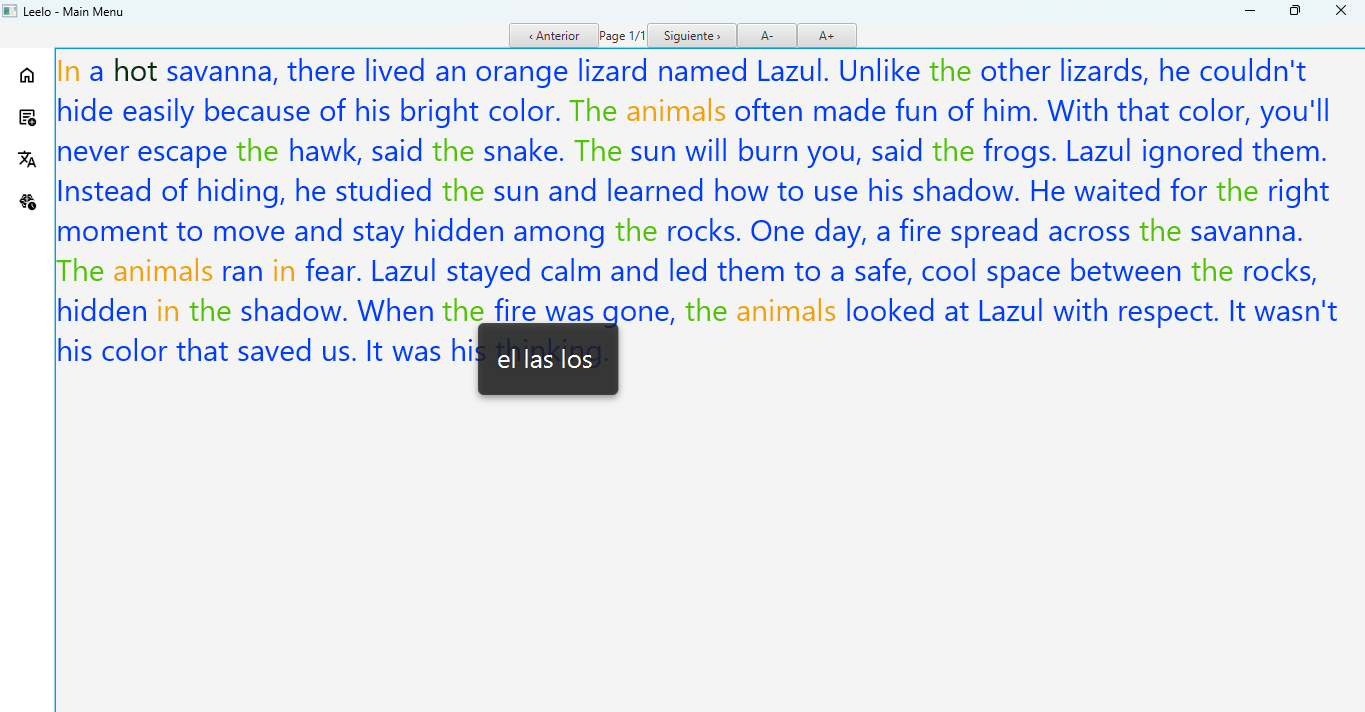 Leelo - Main Menu
‹ Anterior Page 1/1 Siguiente › A- A+
In a hot savanna, there lived an orange lizard named Lazul. Unlike the other lizards, he couldn't
hide easily because of his bright color. The animals often made fun of him. With that color, you'll
never escape the hawk, said the snake. The sun will burn you, said the frogs. Lazul ignored them.
Instead of hiding, he studied the sun and learned how to use his shadow. He waited for the right
moment to move and stay hidden among the rocks. One day, a fire spread across the savanna.
The animals ran in fear. Lazul stayed calm and led them to a safe, cool space between the rocks,
hidden in the shadow. When the fire was gone, the animals looked at Lazul with respect. It wasn't
his color that saved us. It was his thinking.
el las los